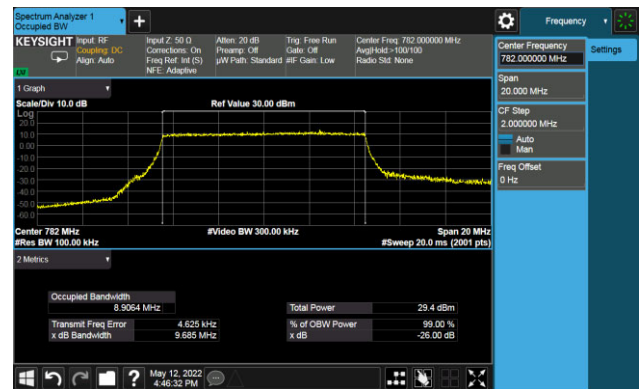 Spectrum Analyzer 1
Occupied BW
+
Frequency
KEYSIGHT
Input: RF
Coupling: DC
Align: Auto
Input Z: 50 Ω
Corrections: On
Freq Ref: Int (S)
NFE: Adaptive
Atten: 20 dB
Preamp: Off
µW Path: Standard
Trig: Free Run
Gate: Off
#IF Gain: Low
Center Freq: 782.000000 MHz
Avg|Hold:>100/100
Radio Std: None
Center Frequency
782.000000 MHz
Settings
Span
20.000 MHz
CF Step
2.000000 MHz
Auto
Man
Freq Offset
0 Hz
1 Graph
Scale/Div 10.0 dB
Ref Value 30.00 dBm
Log
20.0
10.0
0.00
-10.0
-20.0
-30.0
-40.0
-50.0
-60.0
Center 782 MHz
#Video BW 300.00 kHz
Span 20 MHz
#Res BW 100.00 kHz
#Sweep 20.0 ms (2001 pts)
2 Metrics
Occupied Bandwidth
8.9064 MHz
Total Power
29.4 dBm
Transmit Freq Error
4.625 kHz
% of OBW Power
99.00 %
x dB Bandwidth
9.685 MHz
x dB
-26.00 dB
?
May 12, 2022
4:46:32 PM